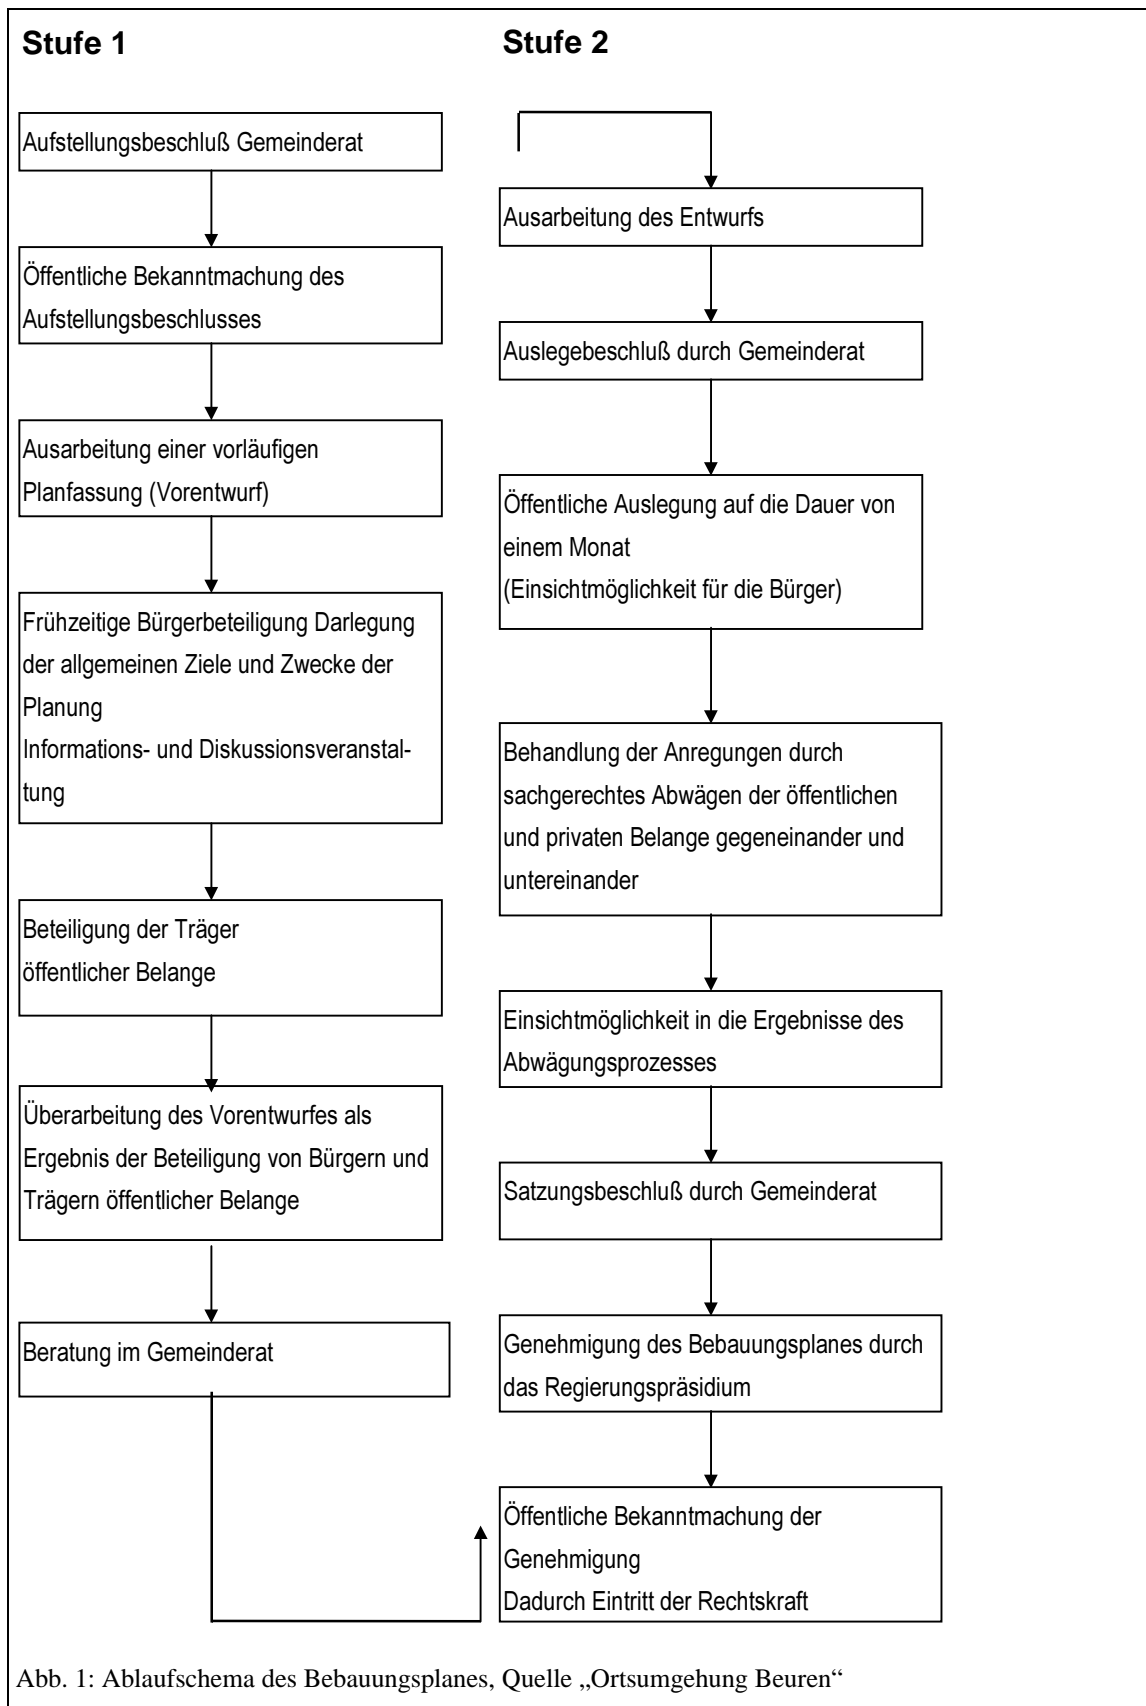 Stufe 1
Aufstellungsbeschluß Gemeinderat
Öffentliche Bekanntmachung des
Aufstellungsbeschlusses
Ausarbeitung einer vorläufigen
Planfassung (Vorentwurf)
Frühzeitige Bürgerbeteiligung Darlegung
der allgemeinen Ziele und Zwecke der
Planung
Informations- und Diskussionsveranstal-
tung
Beteiligung der Träger
öffentlicher Belange
Überarbeitung des Vorentwurfes als
Ergebnis der Beteiligung von Bürgern und
Trägern öffentlicher Belange
Beratung im Gemeinderat
Stufe 2
Ausarbeitung des Entwurfs
Auslegebeschluß durch Gemeinderat
Öffentliche Auslegung auf die Dauer von
einem Monat
(Einsichtmöglichkeit für die Bürger)
Behandlung der Anregungen durch
sachgerechtes Abwägen der öffentlichen
und privaten Belange gegeneinander und
untereinander
Einsichtmöglichkeit in die Ergebnisse des
Abwägungsprozesses
Satzungsbeschluß durch Gemeinderat
Genehmigung des Bebauungsplanes durch
das Regierungspräsidium
Öffentliche Bekanntmachung der
Genehmigung
Dadurch Eintritt der Rechtskraft
Abb. 1: Ablaufschema des Bebauungsplanes, Quelle „Ortsumgehung Beuren“